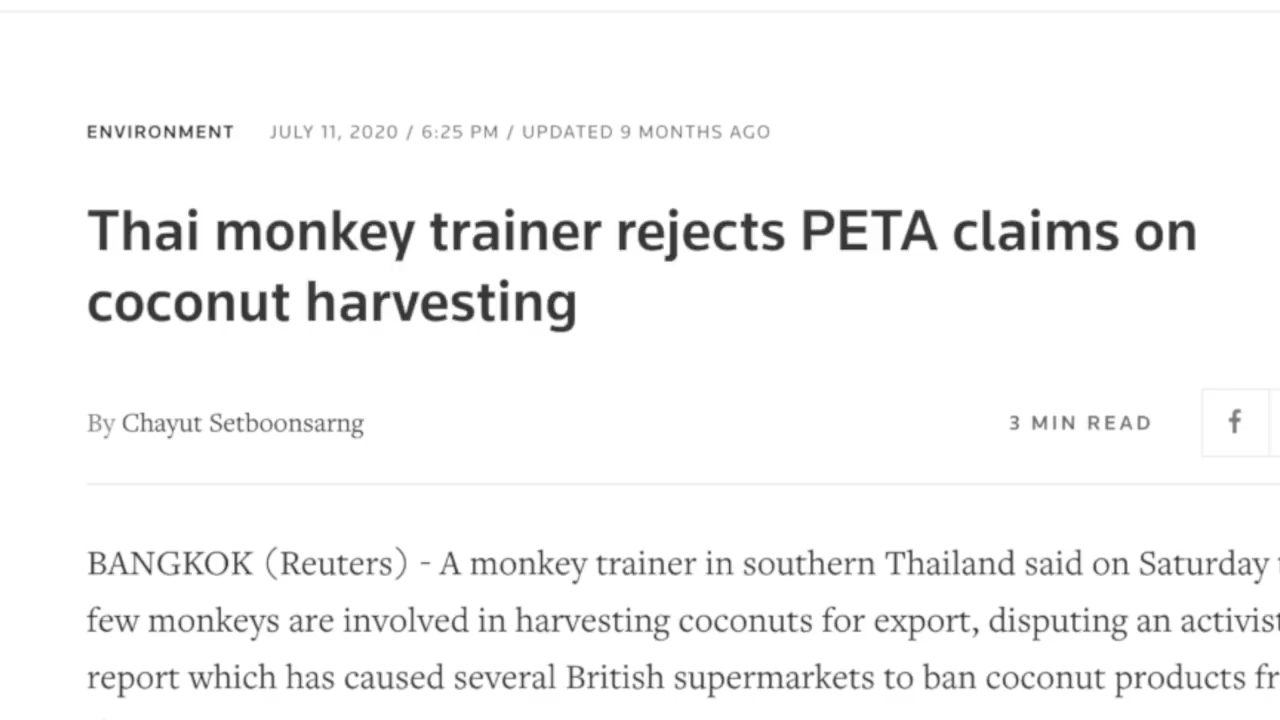 ENVIRONMENT JULY 11, 2020 / 6:25 PM / UPDATED 9 MONTHS AGO
Thai monkey trainer rejects PETA claims on
coconut harvesting
By Chayut Setboonsarng 3 MIN READ f
BANGKOK (Reuters) - A monkey trainer in southern Thailand said on Saturday
few monkeys are involved in harvesting coconuts for export, disputing an activist
report which has caused several British supermarkets to ban coconut products